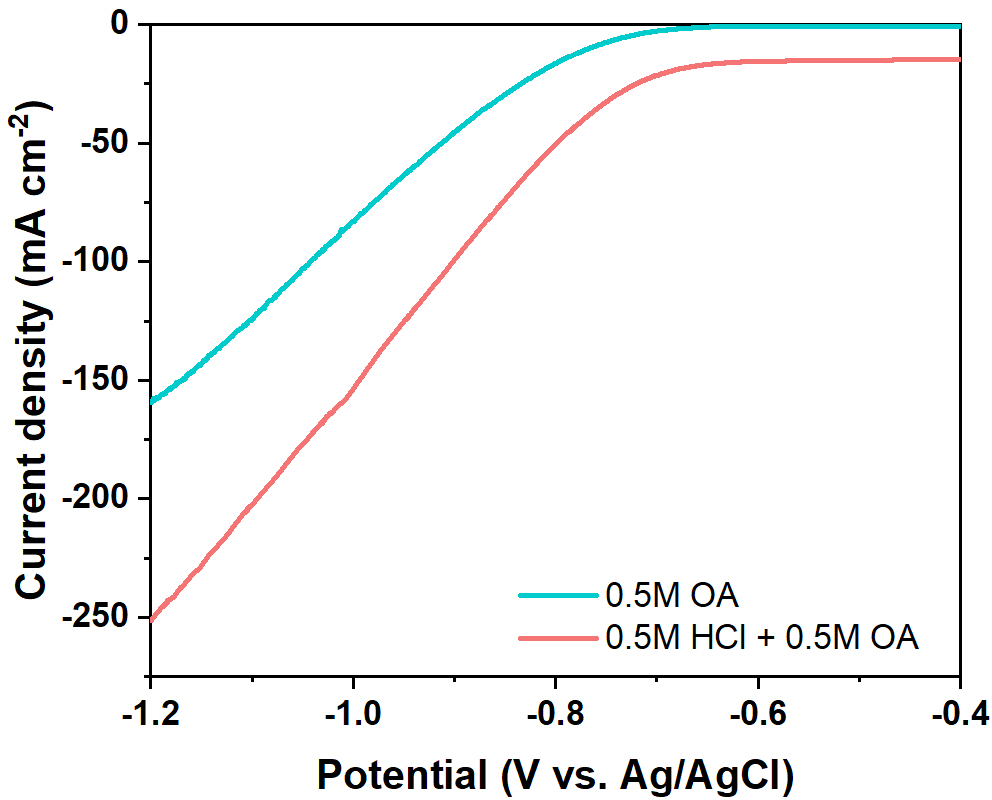 Current density (mA cm-2)
0
-50
-100
-150
-200
-250
0.5M OA
0.5M HCl + 0.5M OA
-1.2 -1.0 -0.8 -0.6 -0.4
Potential (V vs. Ag/AgCl)